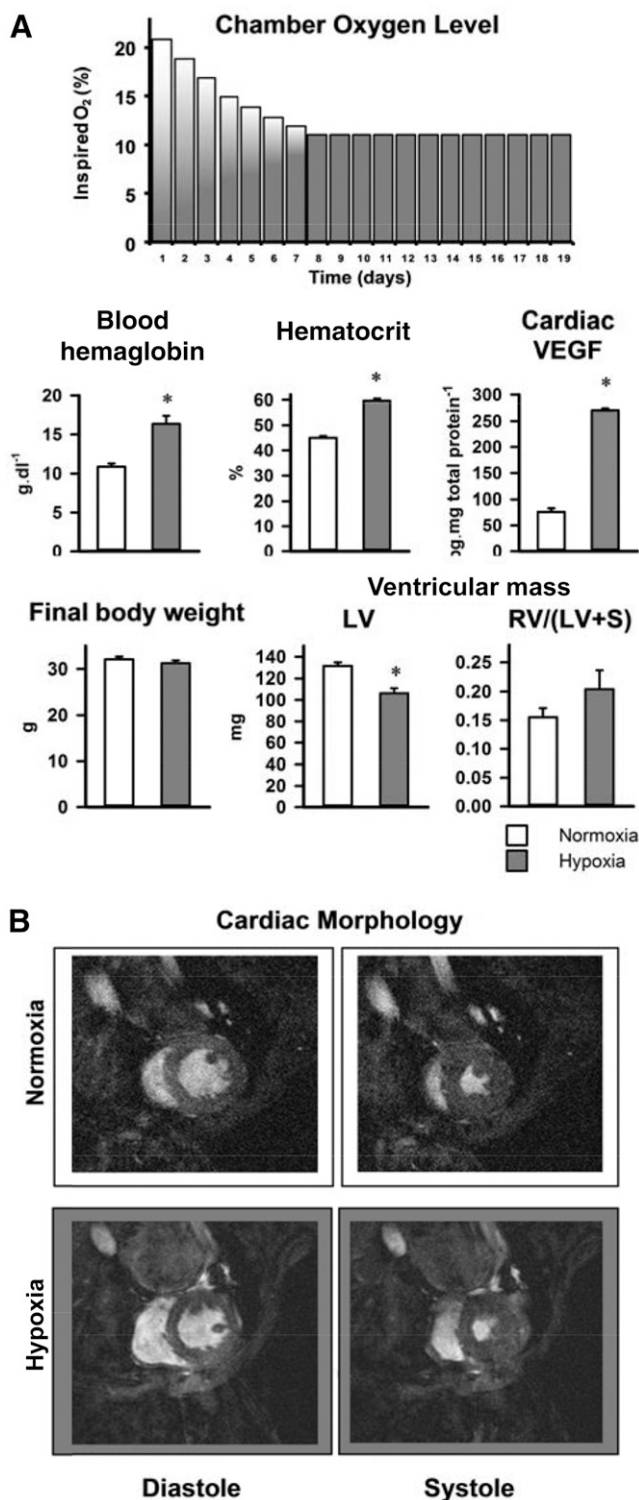 A
Chamber Oxygen Level
Inspired O₂ (%)
20
15
10
5
0
1 2 3 4 5 6 7 8 9 10 11 12 13 14 15 16 17 18 19
Time (days)
Blood
hemaglobin
g.dl⁻¹
20
15
10
5
0
*
Hematocrit
%
60
50
40
30
20
10
0
*
Cardiac
VEGF
pg.mg total protein⁻¹
300
250
200
150
100
50
0
*
Final body weight
g
30
20
10
0
Ventricular mass
LV
mg
140
120
100
80
60
40
20
0
*
RV/(LV+S)
0.25
0.20
0.15
0.10
0.05
0.00
Normoxia
Hypoxia
B
Cardiac Morphology
Normoxia
Hypoxia
Diastole
Systole